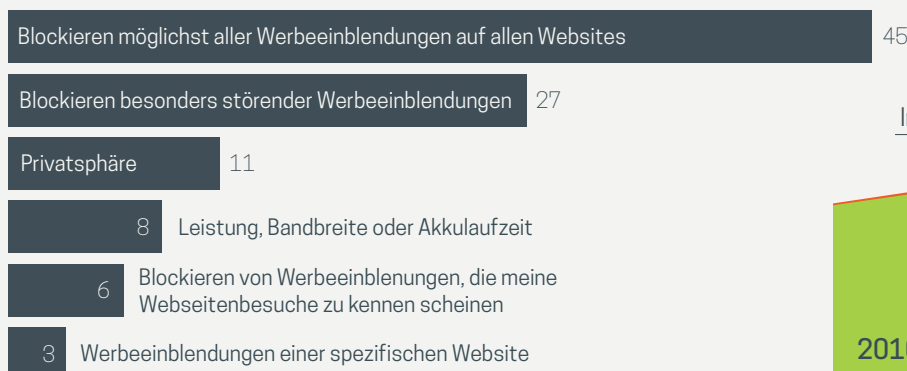 Blockieren möglichst aller Werbeeinblendungen auf allen Websites 45
Blockieren besonders störender Werbeeinblendungen 27
Privatsphäre 11
8 Leistung, Bandbreite oder Akkulaufzeit
6 Blockieren von Werbeeinblenungen, die meine
Webseitenbesuche zu kennen scheinen
3 Werbeeinblendungen einer spezifischen Website